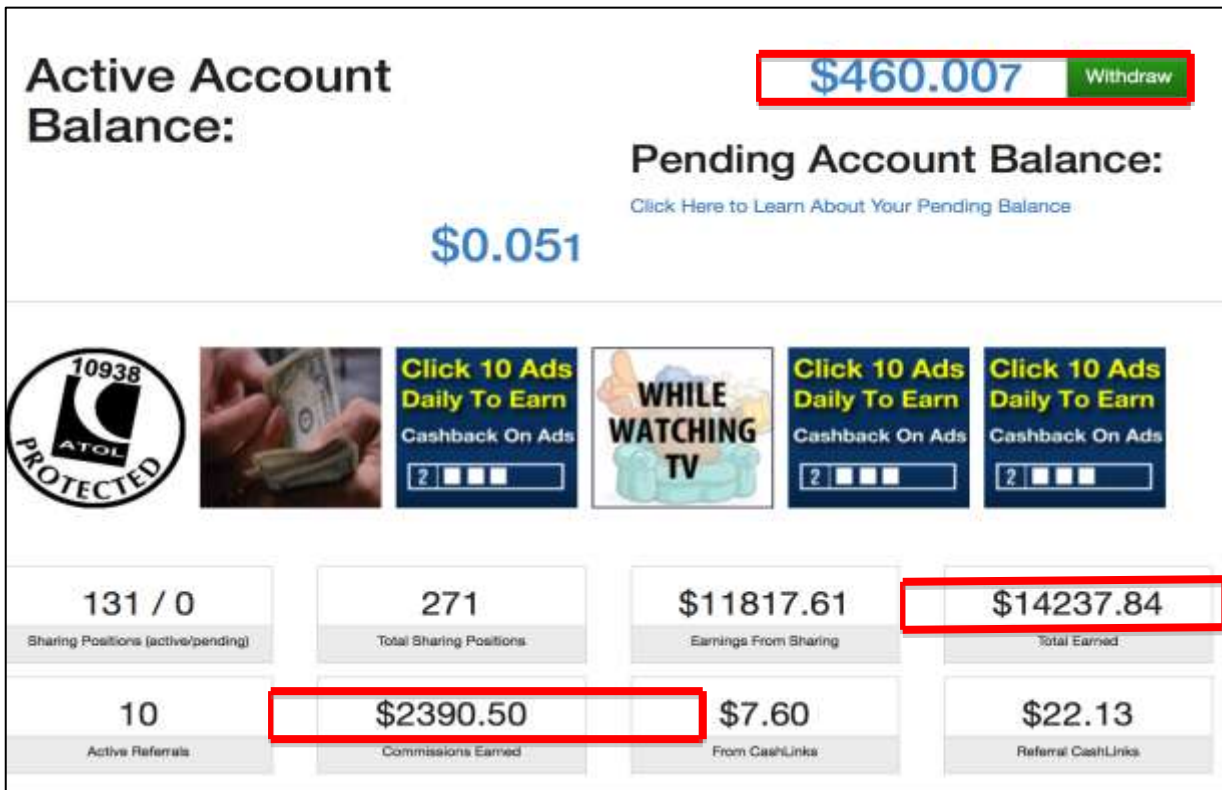 Active Account
Balance:
$460.007
Withdraw
Pending Account Balance:
Click Here to Learn About Your Pending Balance
$0.051
10938
ATOL
PROTECTED
Click 10 Ads
Daily To Earn
Cashback On Ads
2
WHILE
WATCHING
TV
Click 10 Ads
Daily To Earn
Cashback On Ads
2
Click 10 Ads
Daily To Earn
Cashback On Ads
2
131 / 0
Sharing Positions (active/pending)
271
Total Sharing Positions
$11817.61
Earnings From Sharing
$14237.84
Total Earned
10
Active Referrals
$2390.50
Commissions Earned
$7.60
From CashLinks
$22.13
Referral CashLinks